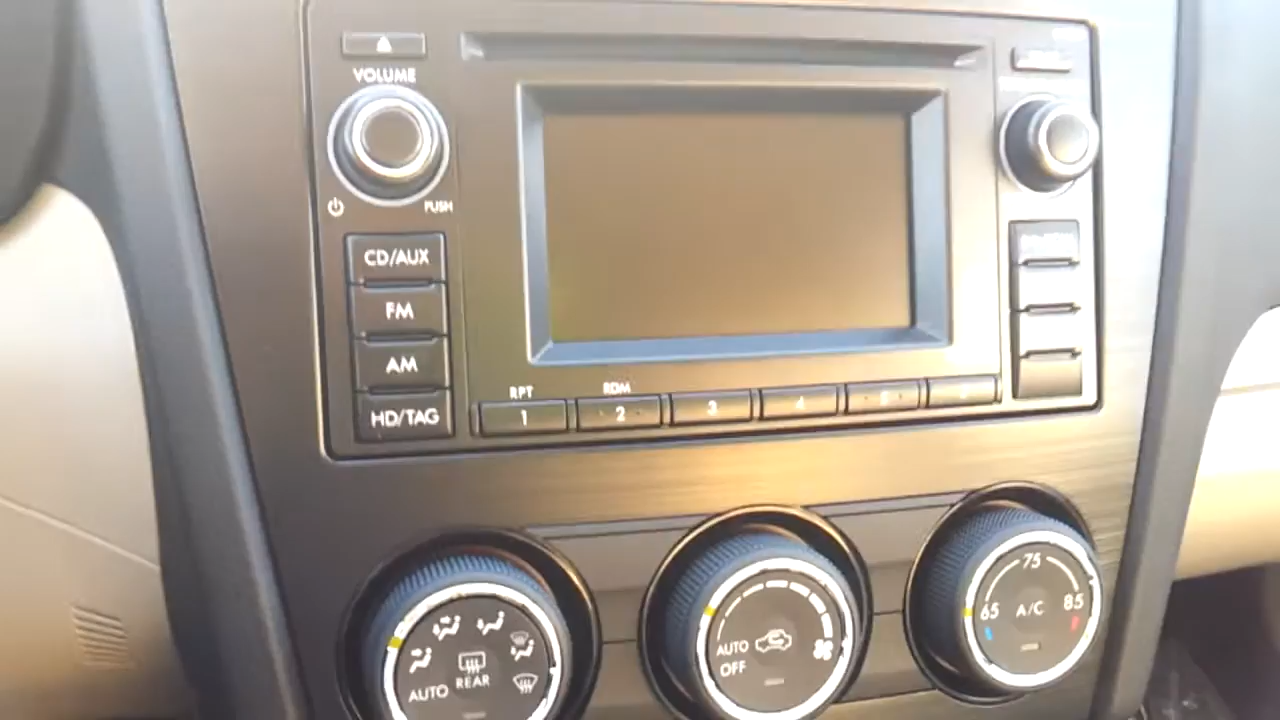 VOLUME
PUSH
CD/AUX
FM
AM
HD/TAG
RPT
RDM
1
2
3
4
AUTO
REAR
AUTO
OFF
75
65
A/C
85